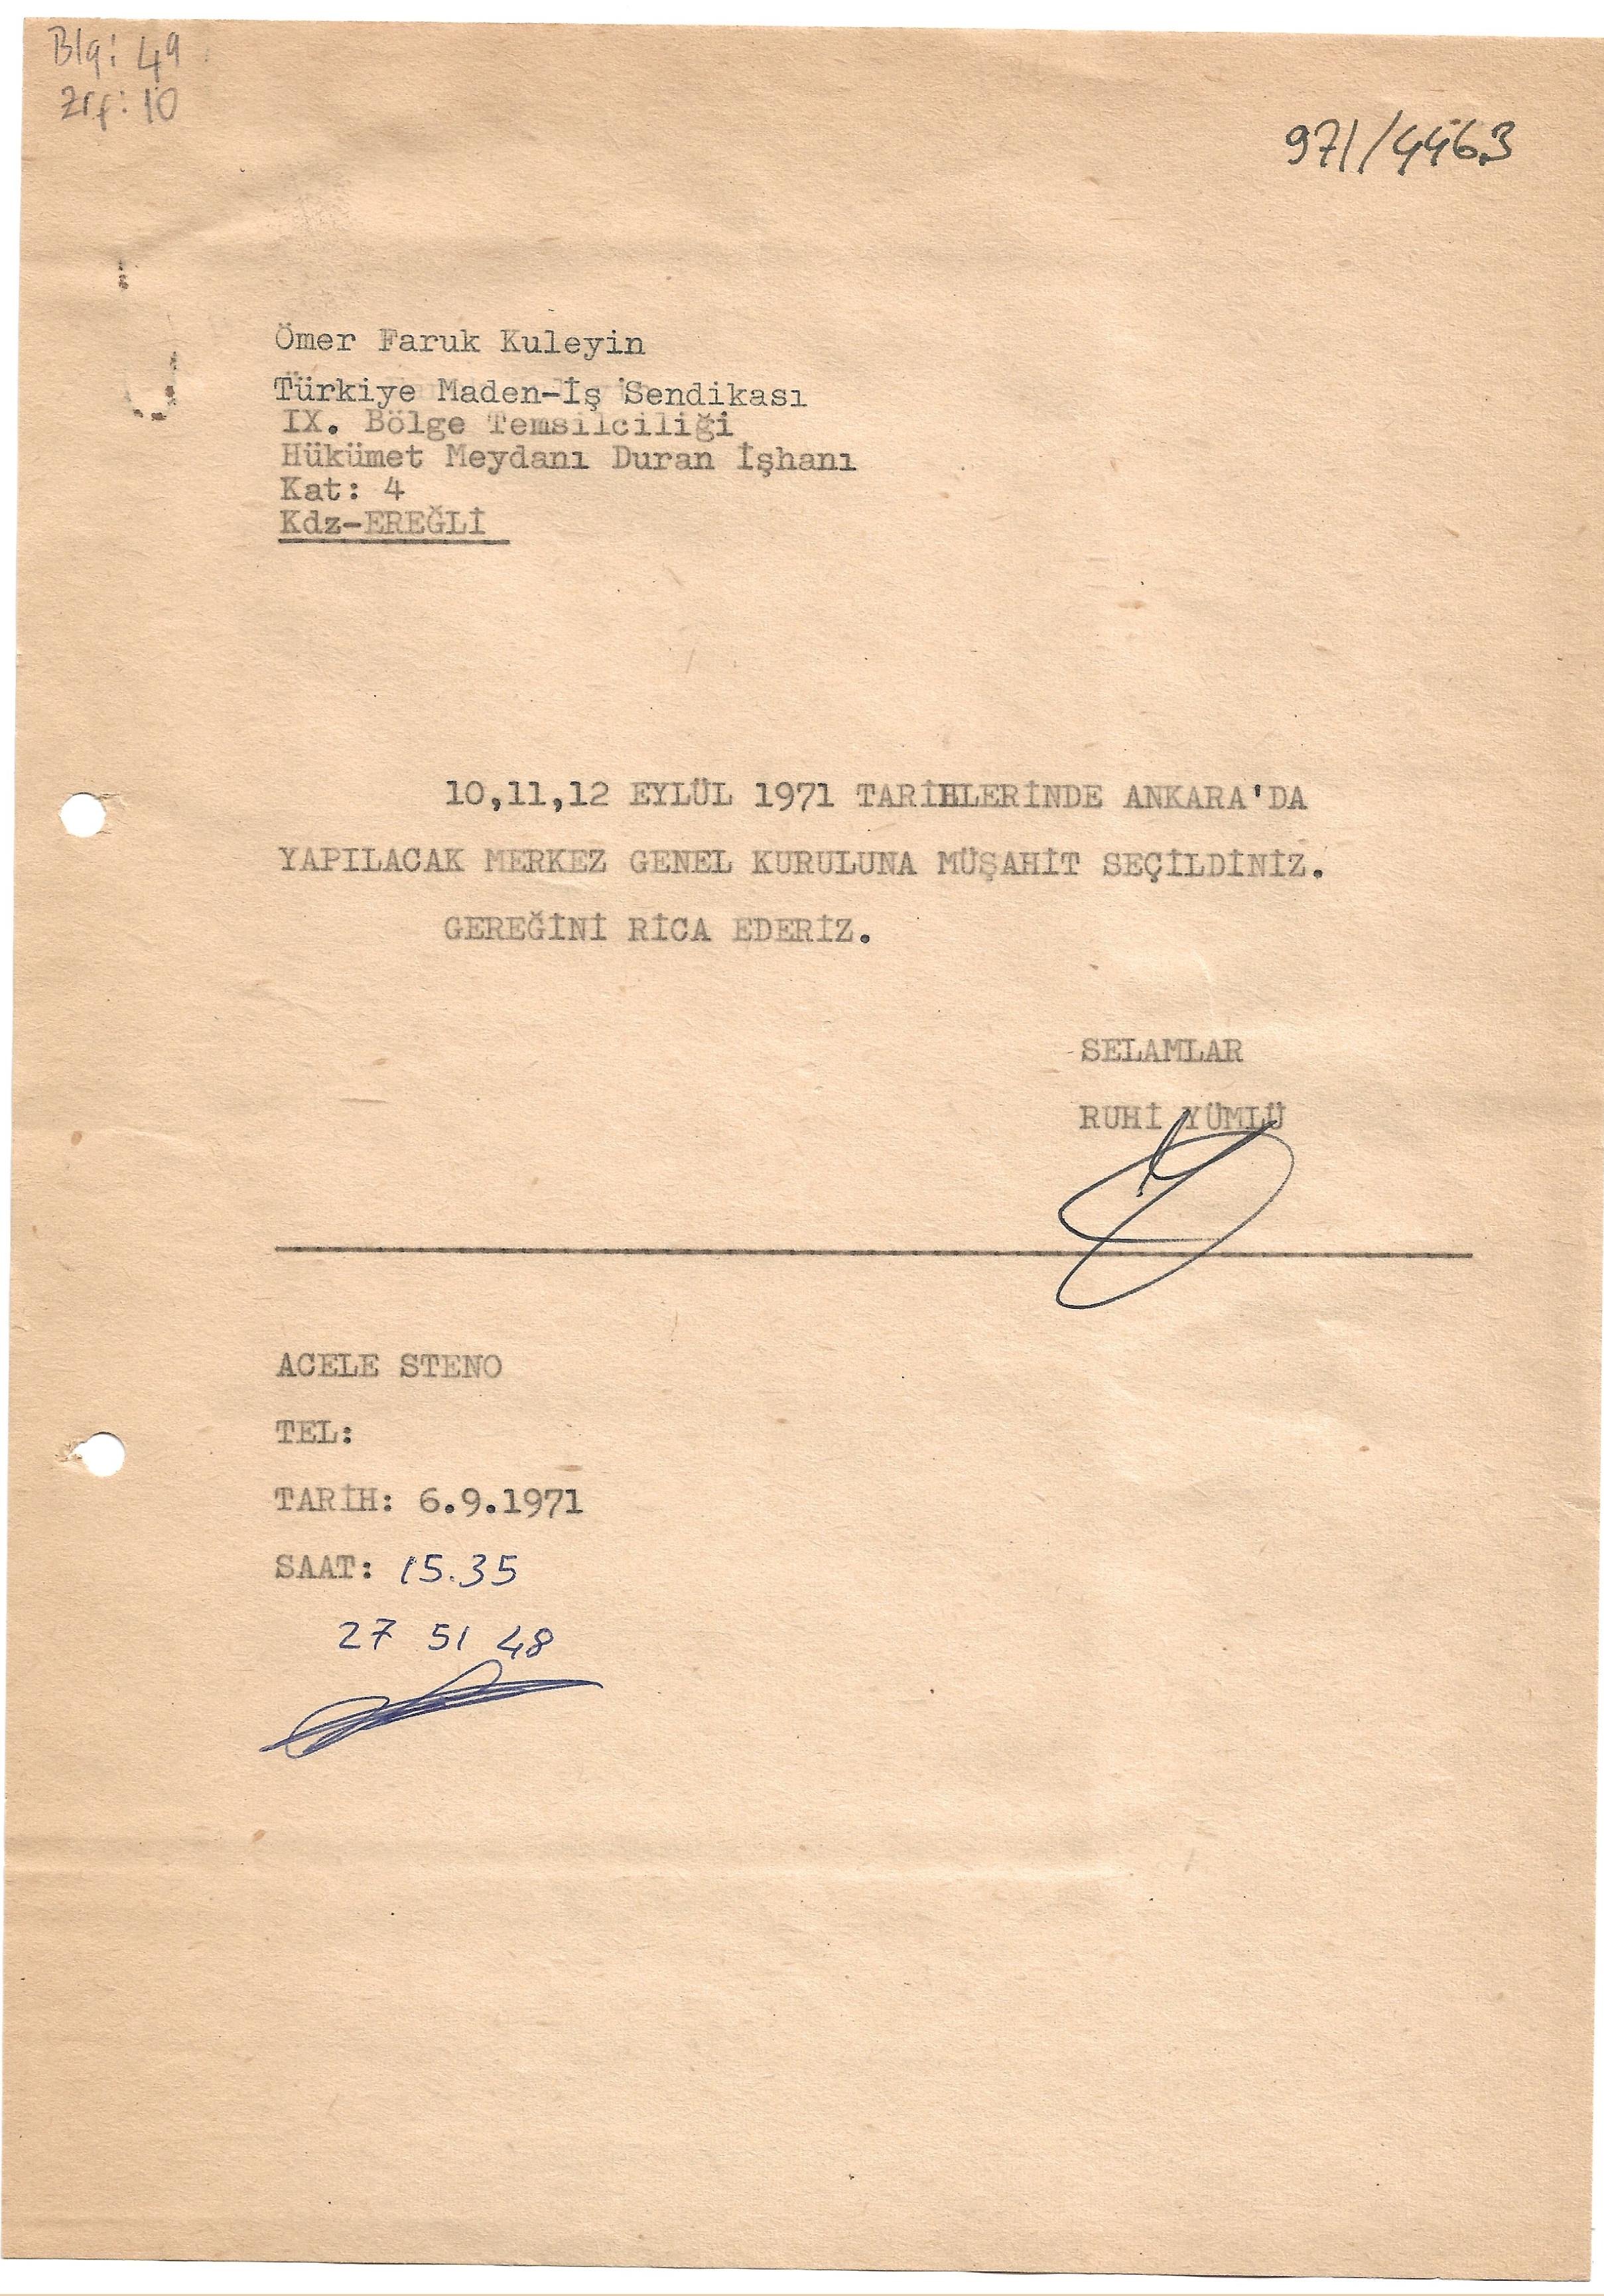 Blg: 49
Zrf: 10
971/4463
Ömer Faruk Kuleyin
Türkiye Maden-İş Sendikası
IX. Bölge Temsilciliği
Hükümet Meydanı Duran İşhanı
Kat: 4
Kdz-EREĞLİ
10,11,12 EYLÜL 1971 TARİHLERİNDE ANKARA'DA
YAPILACAK MERKEZ GENEL KURULUNA MÜŞAHİT SEÇİLDİNİZ.
GEREĞİNİ RİCA EDERİZ.
SELAMLAR
RUHİ YÜMLÜ
ACELE STENO
TEL:
TARİH: 6.9.1971
SAAT: 15.35
27 51 48